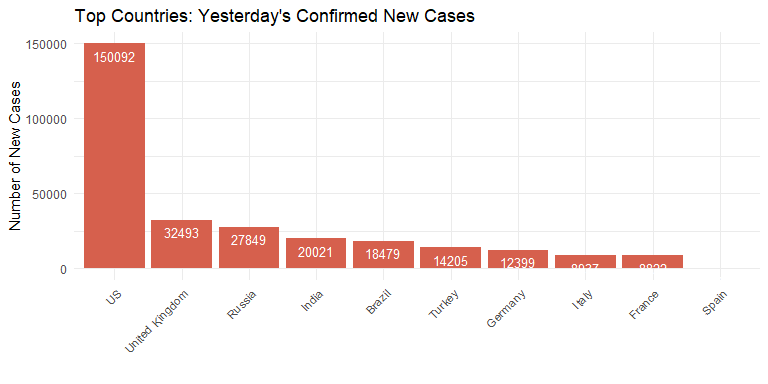 Top Countries: Yesterday's Confirmed New Cases
Number of New Cases
150000
100000
50000
0
150092
32493
27849
20021
18479
14205
12399
US
United Kingdom
Russia
India
Brazil
Turkey
Germany
Italy
France
Spain